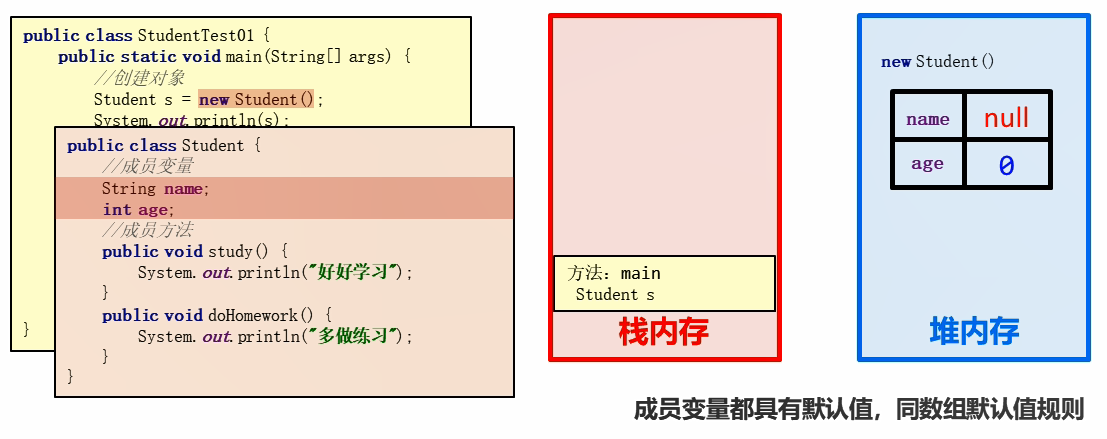 public class StudentTest01 {
public static void main(String[] args) {
//创建对象
Student s = new Student();
System.out.println(s);
}
public class Student {
//成员变量
String name;
int age;
//成员方法
public void study() {
System.out.println("好好学习");
}
public void doHomework() {
System.out.println("多做练习");
}
}
方法：main
Student s
栈内存
new Student()
name null
age 0
堆内存
成员变量都具有默认值，同数组默认值规则